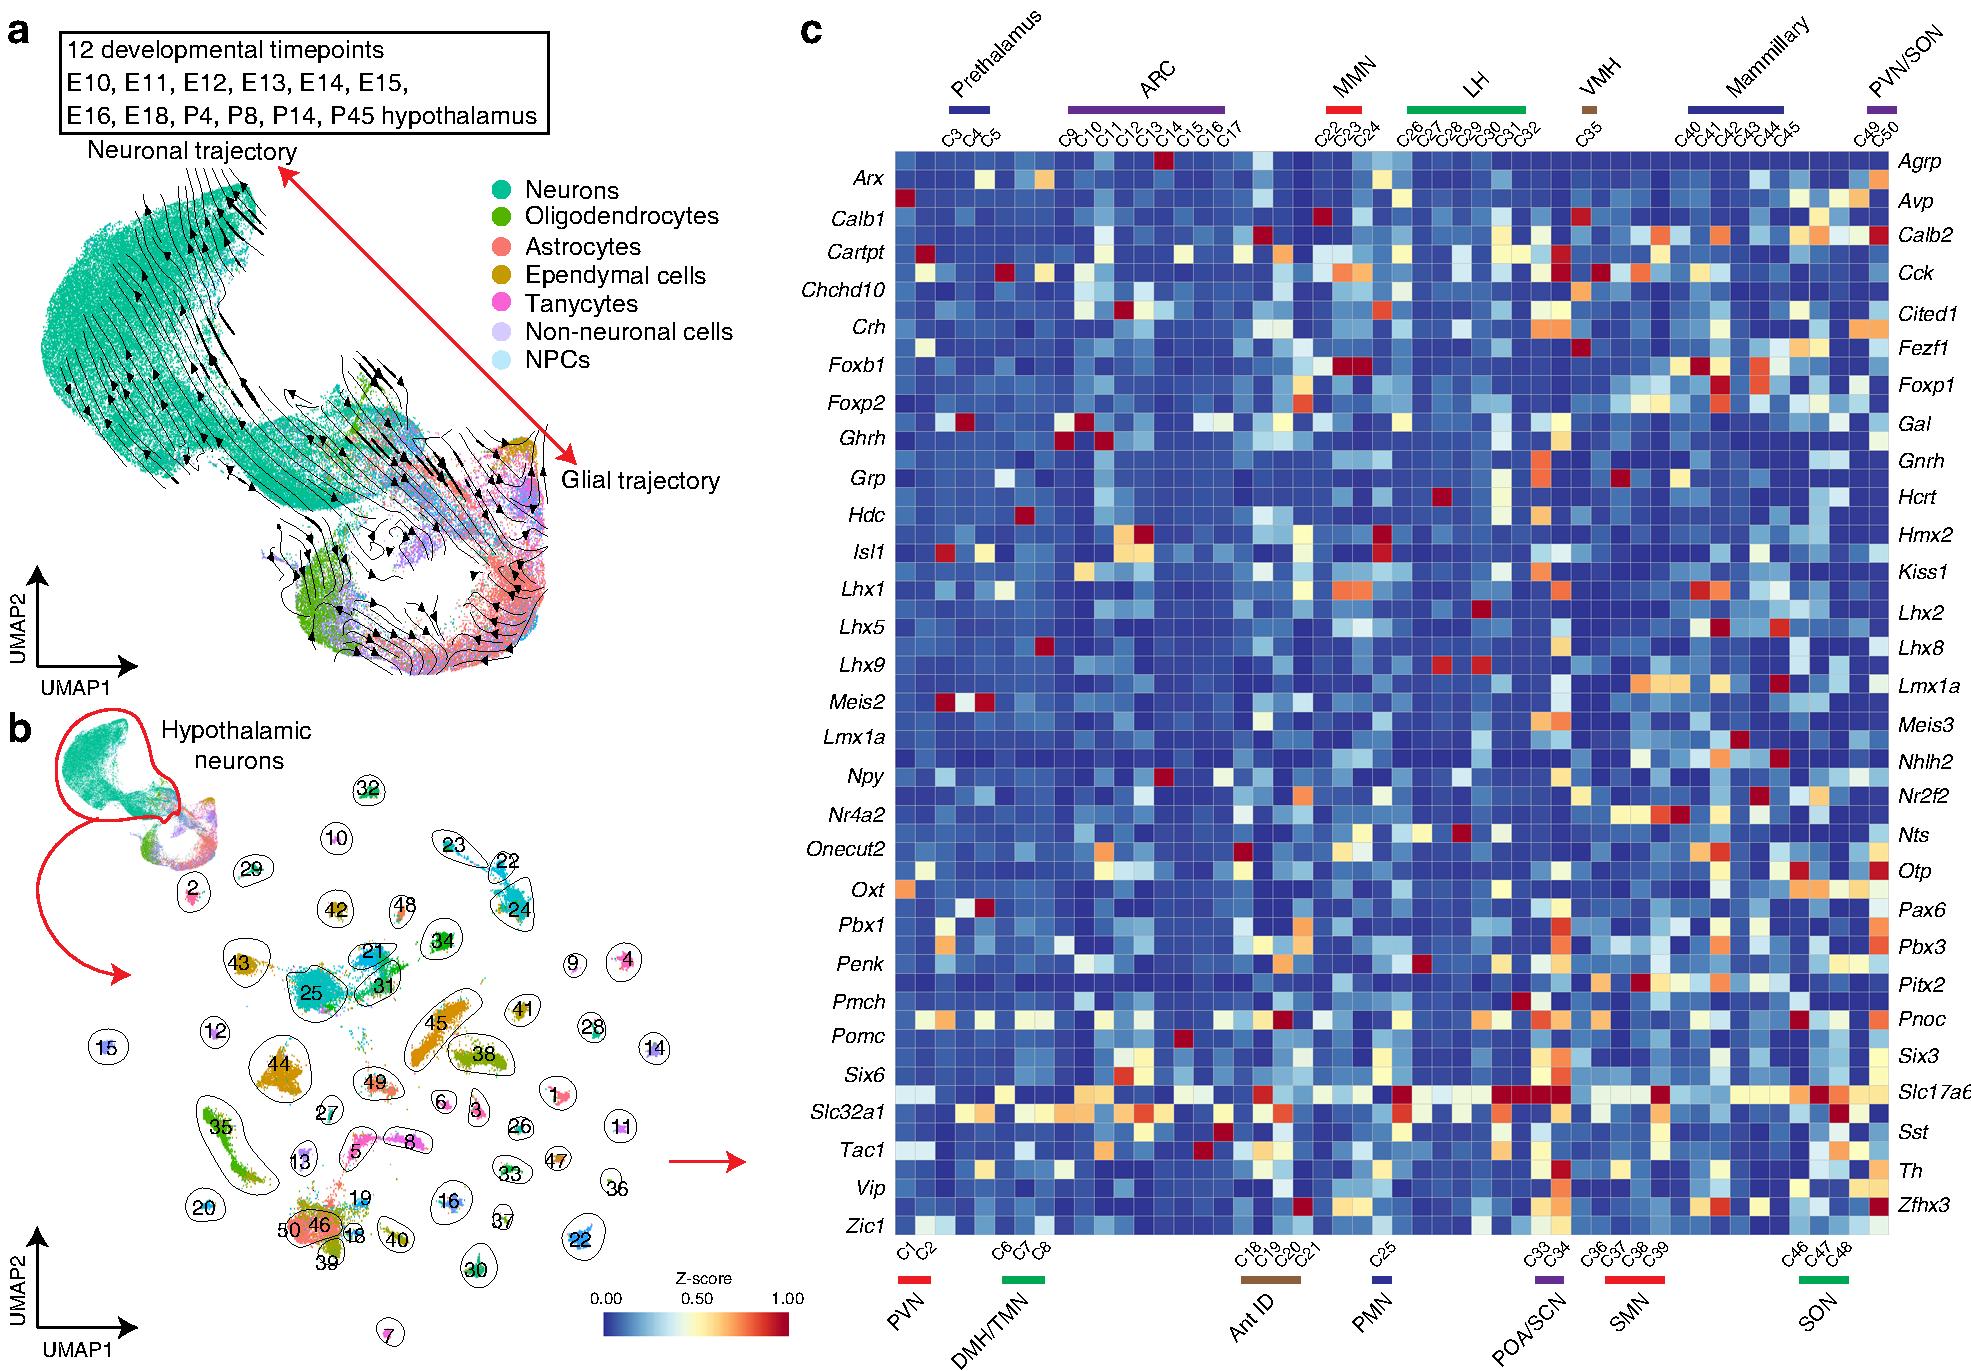 a
12 developmental timepoints
E10, E11, E12, E13, E14, E15,
E16, E18, P4, P8, P14, P45 hypothalamus
Neuronal trajectory
Neurons
Oligodendrocytes
Astrocytes
Ependymal cells
Tanycytes
Non-neuronal cells
NPCs
Glial trajectory
UMAP2
UMAP1
b
Hypothalamic
neurons
32
10
23
22
29
2
42
48
24
34
21
43
9
4
25
31
41
45
28
12
15
14
38
44
49
1
6
3
27
26
11
35
8
5
13
47
33
36
19
16
20
37
50
46
18
40
22
39
30
7
UMAP2
UMAP1
Z-score
0.00 0.50 1.00
c
Prethalamus
ARC
MMN
LH
VMH
Mammillary
PVN/SON
C3 C4 C5
C9 C10 C11 C12 C13 C14 C15 C16 C17
C22 C23 C24
C26 C27 C28 C29 C30 C31 C32
C35
C40 C41 C42 C43 C44 C45
C49 C50
Agrp
Arx
Avp
Calb1
Calb2
Cartpt
Cck
Chchd10
Cited1
Crh
Fezf1
Foxb1
Foxp1
Foxp2
Gal
Ghrh
Gnrh
Grp
Hcrt
Hdc
Hmx2
Isl1
Kiss1
Lhx1
Lhx2
Lhx5
Lhx8
Lhx9
Lmx1a
Meis2
Meis3
Lmx1a
Nhlh2
Npy
Nr2f2
Nr4a2
Nts
Onecut2
Otp
Oxt
Pax6
Pbx1
Pbx3
Penk
Pitx2
Pmch
Pnoc
Pomc
Six3
Six6
Slc17a6
Slc32a1
Sst
Tac1
Th
Vip
Zfhx3
Zic1
C1 C2
C6 C7 C8
C18 C19 C20 C21
C25
C33 C34
C36 C37 C38 C39
C46 C47 C48
PVN
DMH/TMN
Ant ID
PMN
POA/SCN
SMN
SON